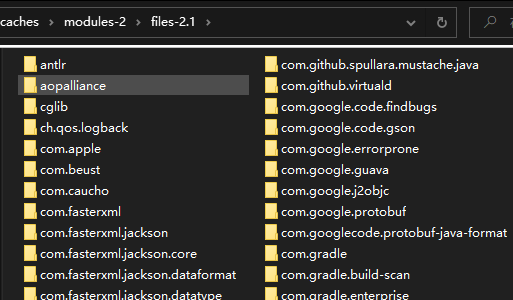 caches › modules-2 › files-2.1
antlr
aopalliance
cglib
ch.qos.logback
com.apple
com.beust
com.caucho
com.fasterxml
com.fasterxml.jackson
com.fasterxml.jackson.core
com.fasterxml.jackson.dataformat
com.fasterxml.jackson.datatype
com.github.spullara.mustache.java
com.github.virtuald
com.google.code.findbugs
com.google.code.gson
com.google.errorprone
com.google.guava
com.google.j2objc
com.google.protobuf
com.googlecode.protobuf-java-format
com.gradle
com.gradle.build-scan
com.gradle.enterprise